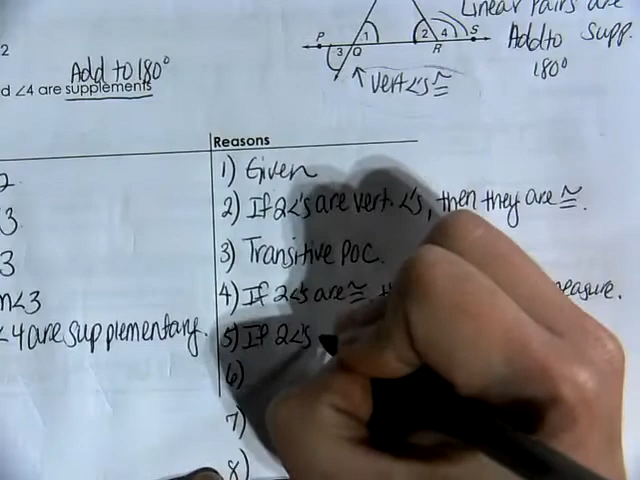 Linear Pairs are
P 3 Q 1 2 4 R S
Add to supp.
2
180°
Add to 180°
d ∠4 are supplements
vert ∠'s ≅
Reasons
2 1) Given
3 2) If 2∠'s are vert. ∠'s, then they are ≅.
3 3) Transitive POC.
m∠3 4) If 2∠'s are ≅, measure.
∠4 are supplementary. 5) If 2∠'s
6)
7)
8)